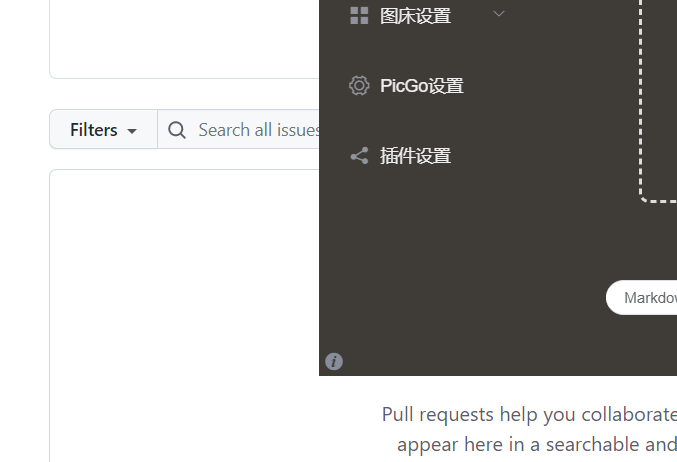 图床设置
PicGo设置
Filters
Search all issues
插件设置
Markdow
i
Pull requests help you collaborate
appear here in a searchable and